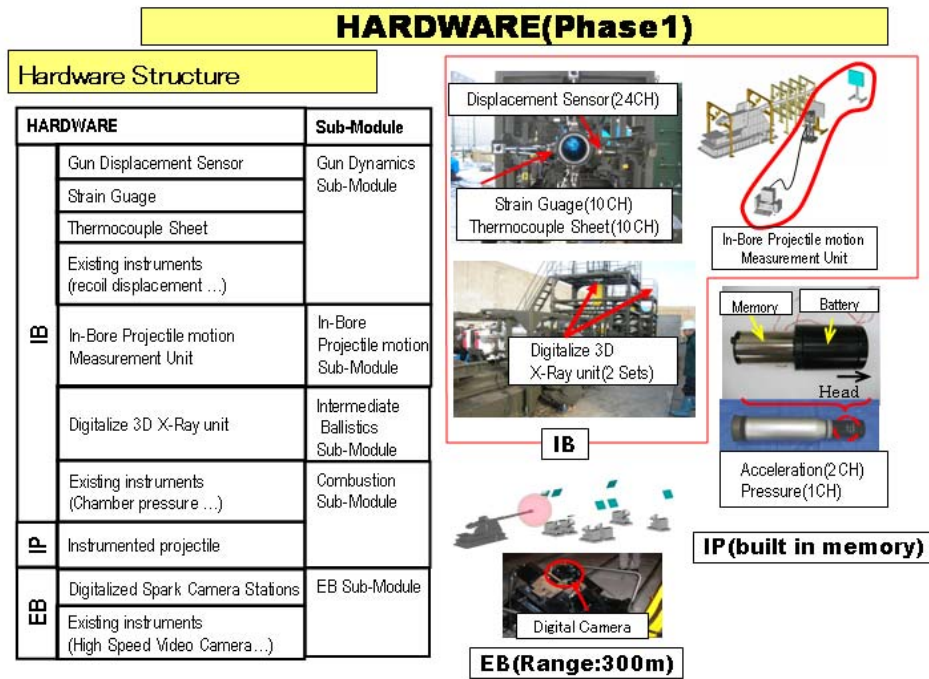 HARDWARE(Phase1)
Hardware Structure
HARDWARE
Sub-Module
IB
Gun Displacement Sensor
Strain Guage
Thermocouple Sheet
Existing instruments
(recoil displacement …)
Gun Dynamics
Sub-Module
In-Bore Projectile motion
Measurement Unit
In-Bore
Projectile motion
Sub-Module
Digitalize 3D X-Ray unit
Intermediate
Ballistics
Sub-Module
Existing instruments
(Chamber pressure …)
Combustion
Sub-Module
IP
Instrumented projectile
EB
Digitalized Spark Camera Stations
EB Sub-Module
Existing instruments
(High Speed Video Camera…)
Displacement Sensor(24CH)
Strain Guage(10CH)
Thermocouple Sheet(10CH)
In-Bore Projectile motion
Measurement Unit
Digitalize 3D
X-Ray unit(2 Sets)
IB
Memory
Battery
Head
Acceleration(2CH)
Pressure(1CH)
IP(built in memory)
Digital Camera
EB(Range:300m)